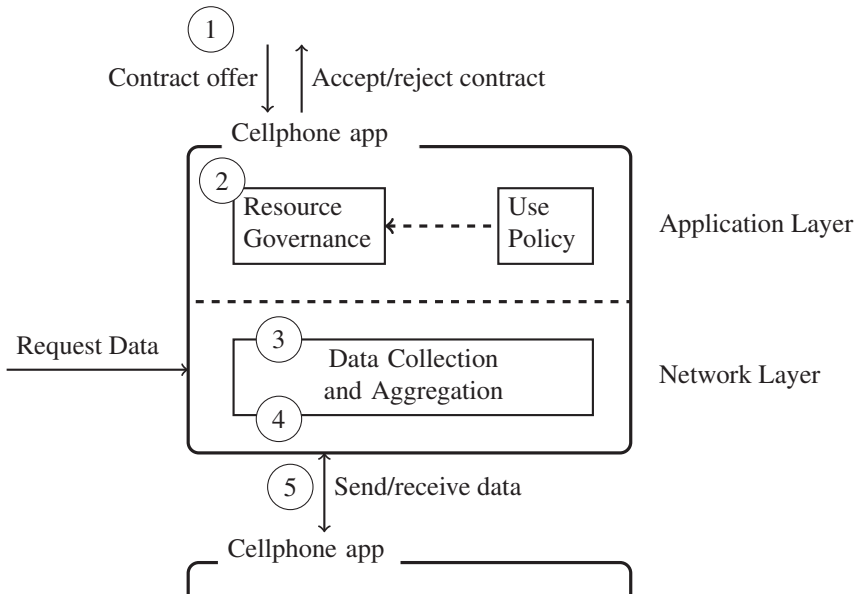 1
Contract offer
Accept/reject contract
Cellphone app
2
Resource
Governance
Use
Policy
Application Layer
Request Data
3
Data Collection
and Aggregation
4
Network Layer
5
Send/receive data
Cellphone app